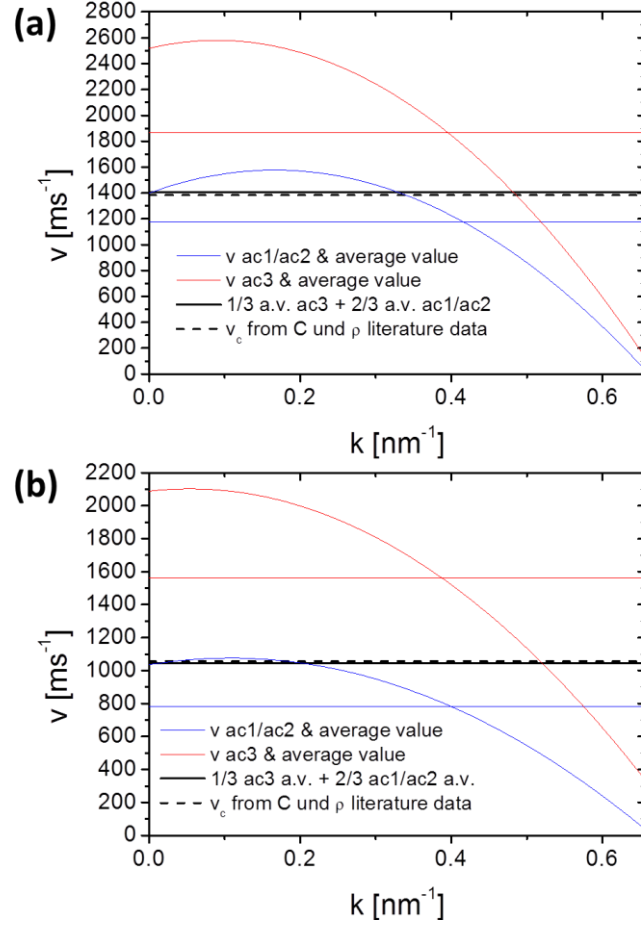 (a)
2800
2600
2400
2200
2000
1800
1600
1400
1200
1000
800
600
400
200
0
v [ms⁻¹]
v ac1/ac2 & average value
v ac3 & average value
1/3 a.v. ac3 + 2/3 a.v. ac1/ac2
v_c from C und ρ literature data
0.0 0.2 0.4 0.6
k [nm⁻¹]
(b)
2200
2000
1800
1600
1400
1200
1000
800
600
400
200
0
v [ms⁻¹]
v ac1/ac2 & average value
v ac3 & average value
1/3 ac3 a.v. + 2/3 ac1/ac2 a.v.
v_c from C und ρ literature data
0.0 0.2 0.4 0.6
k [nm⁻¹]